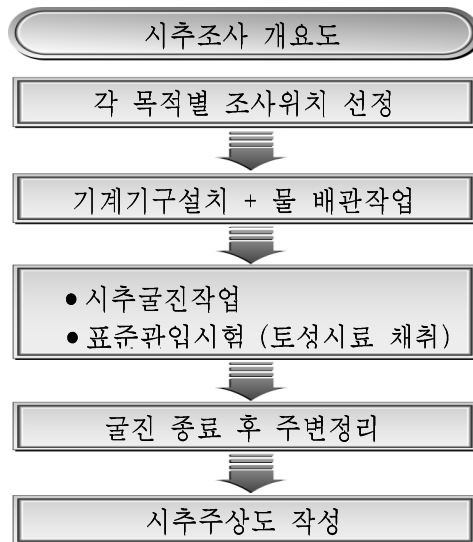 시추조사 개요도
각 목적별 조사위치 선정
기계기구설치 + 물 배관작업
● 시추굴진작업
● 표준관입시험 (토성시료 채취)
굴진 종료 후 주변정리
시추주상도 작성